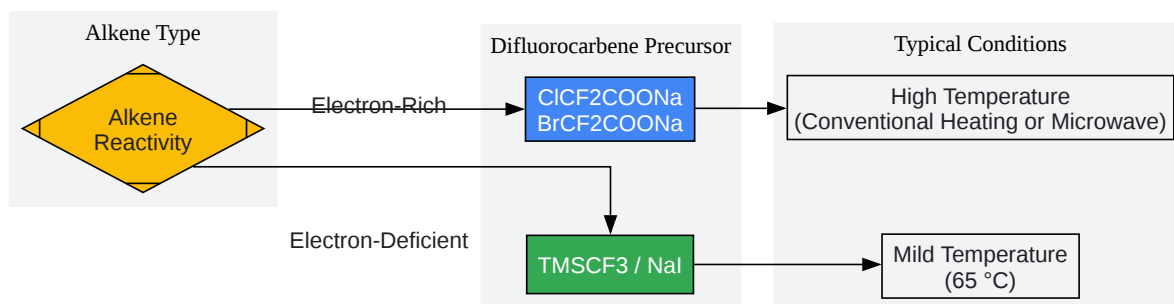 Alkene Type
Difluorocarbene Precursor
Typical Conditions
Alkene
Reactivity
Electron-Rich
ClCF2COONa
BrCF2COONa
High Temperature
(Conventional Heating or Microwave)
Electron-Deficient
TMSCF3 / NaI
Mild Temperature
(65 °C)